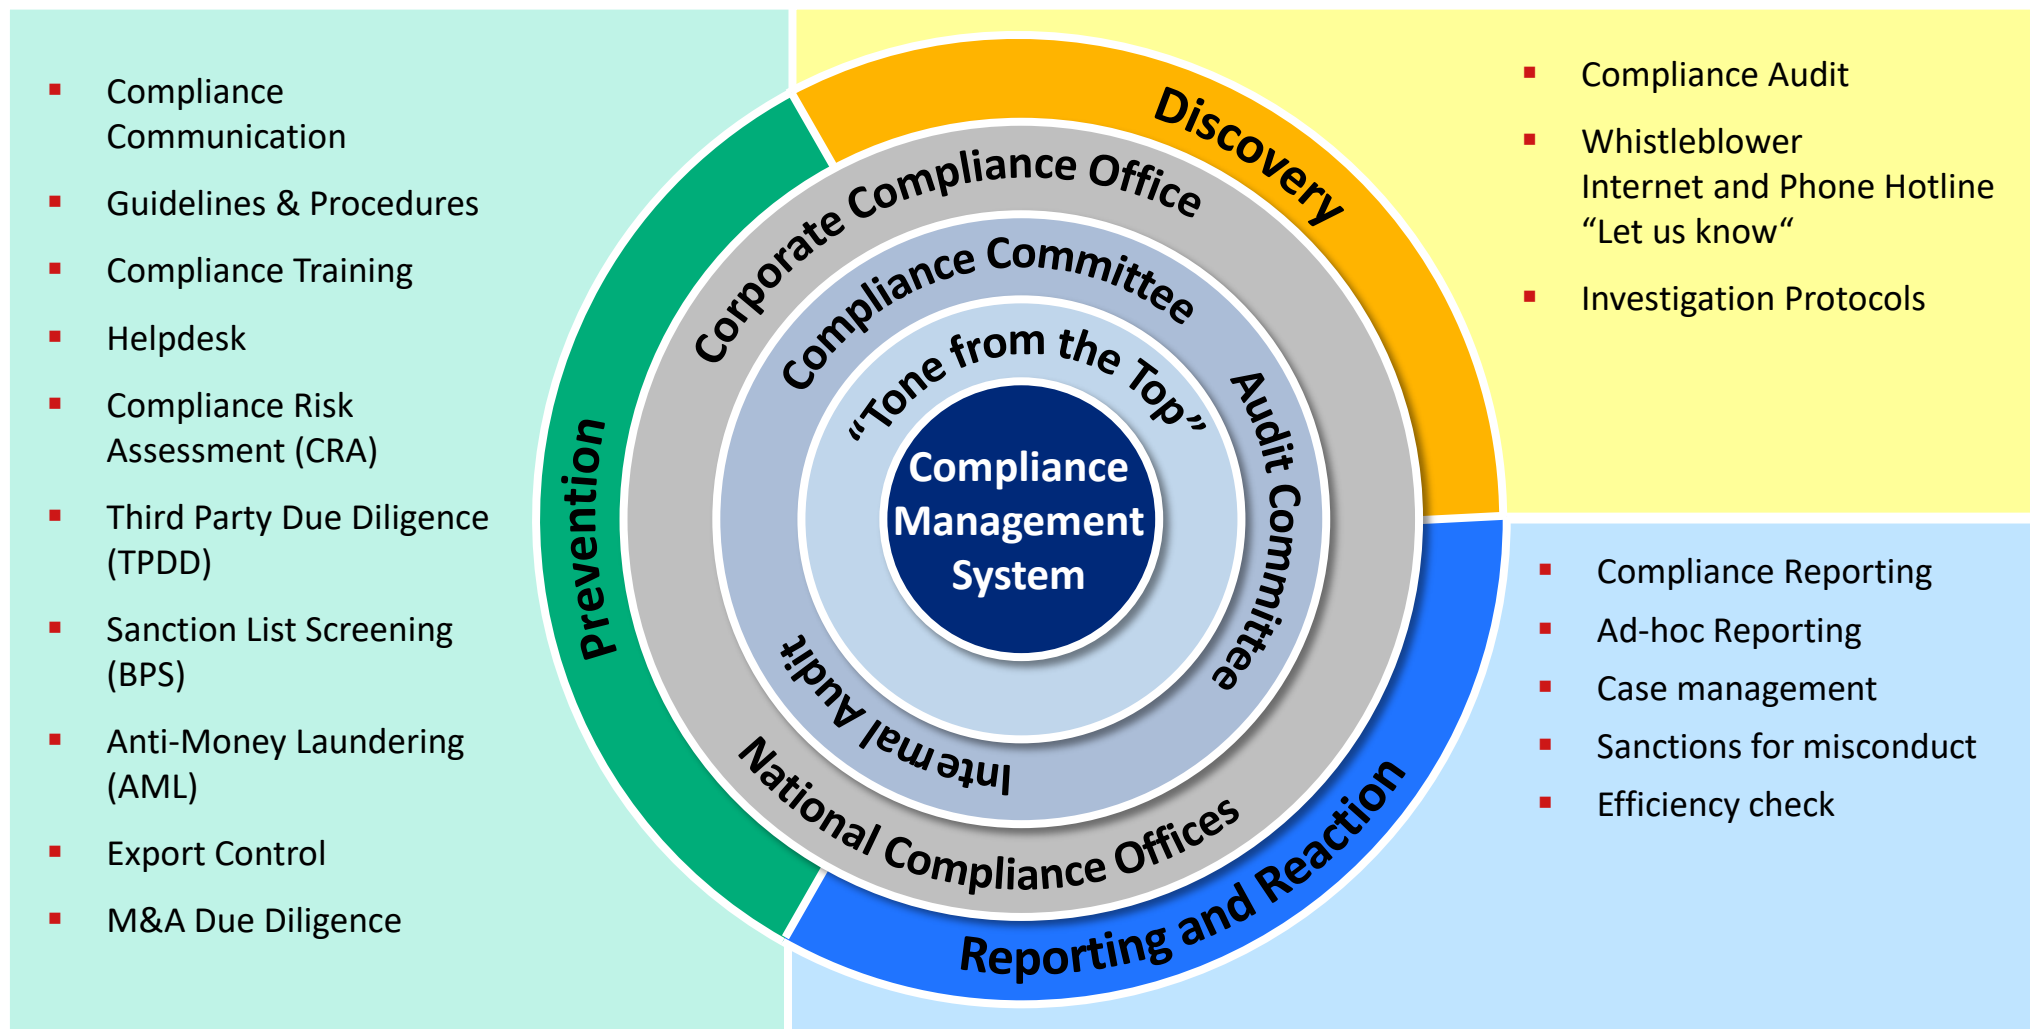 Compliance
Communication
Guidelines & Procedures
Compliance Training
Helpdesk
Compliance Risk
Assessment (CRA)
Third Party Due Diligence
(TPDD)
Sanction List Screening
(BPS)
Anti-Money Laundering
(AML)
Export Control
M&A Due Diligence
Prevention
Discovery
Reporting and Reaction
Corporate Compliance Office
National Compliance Offices
Compliance Committee
Audit Committee
Internal Audit
“Tone from the Top”
Compliance
Management
System
Compliance Audit
Whistleblower
Internet and Phone Hotline
“Let us know“
Investigation Protocols
Compliance Reporting
Ad-hoc Reporting
Case management
Sanctions for misconduct
Efficiency check